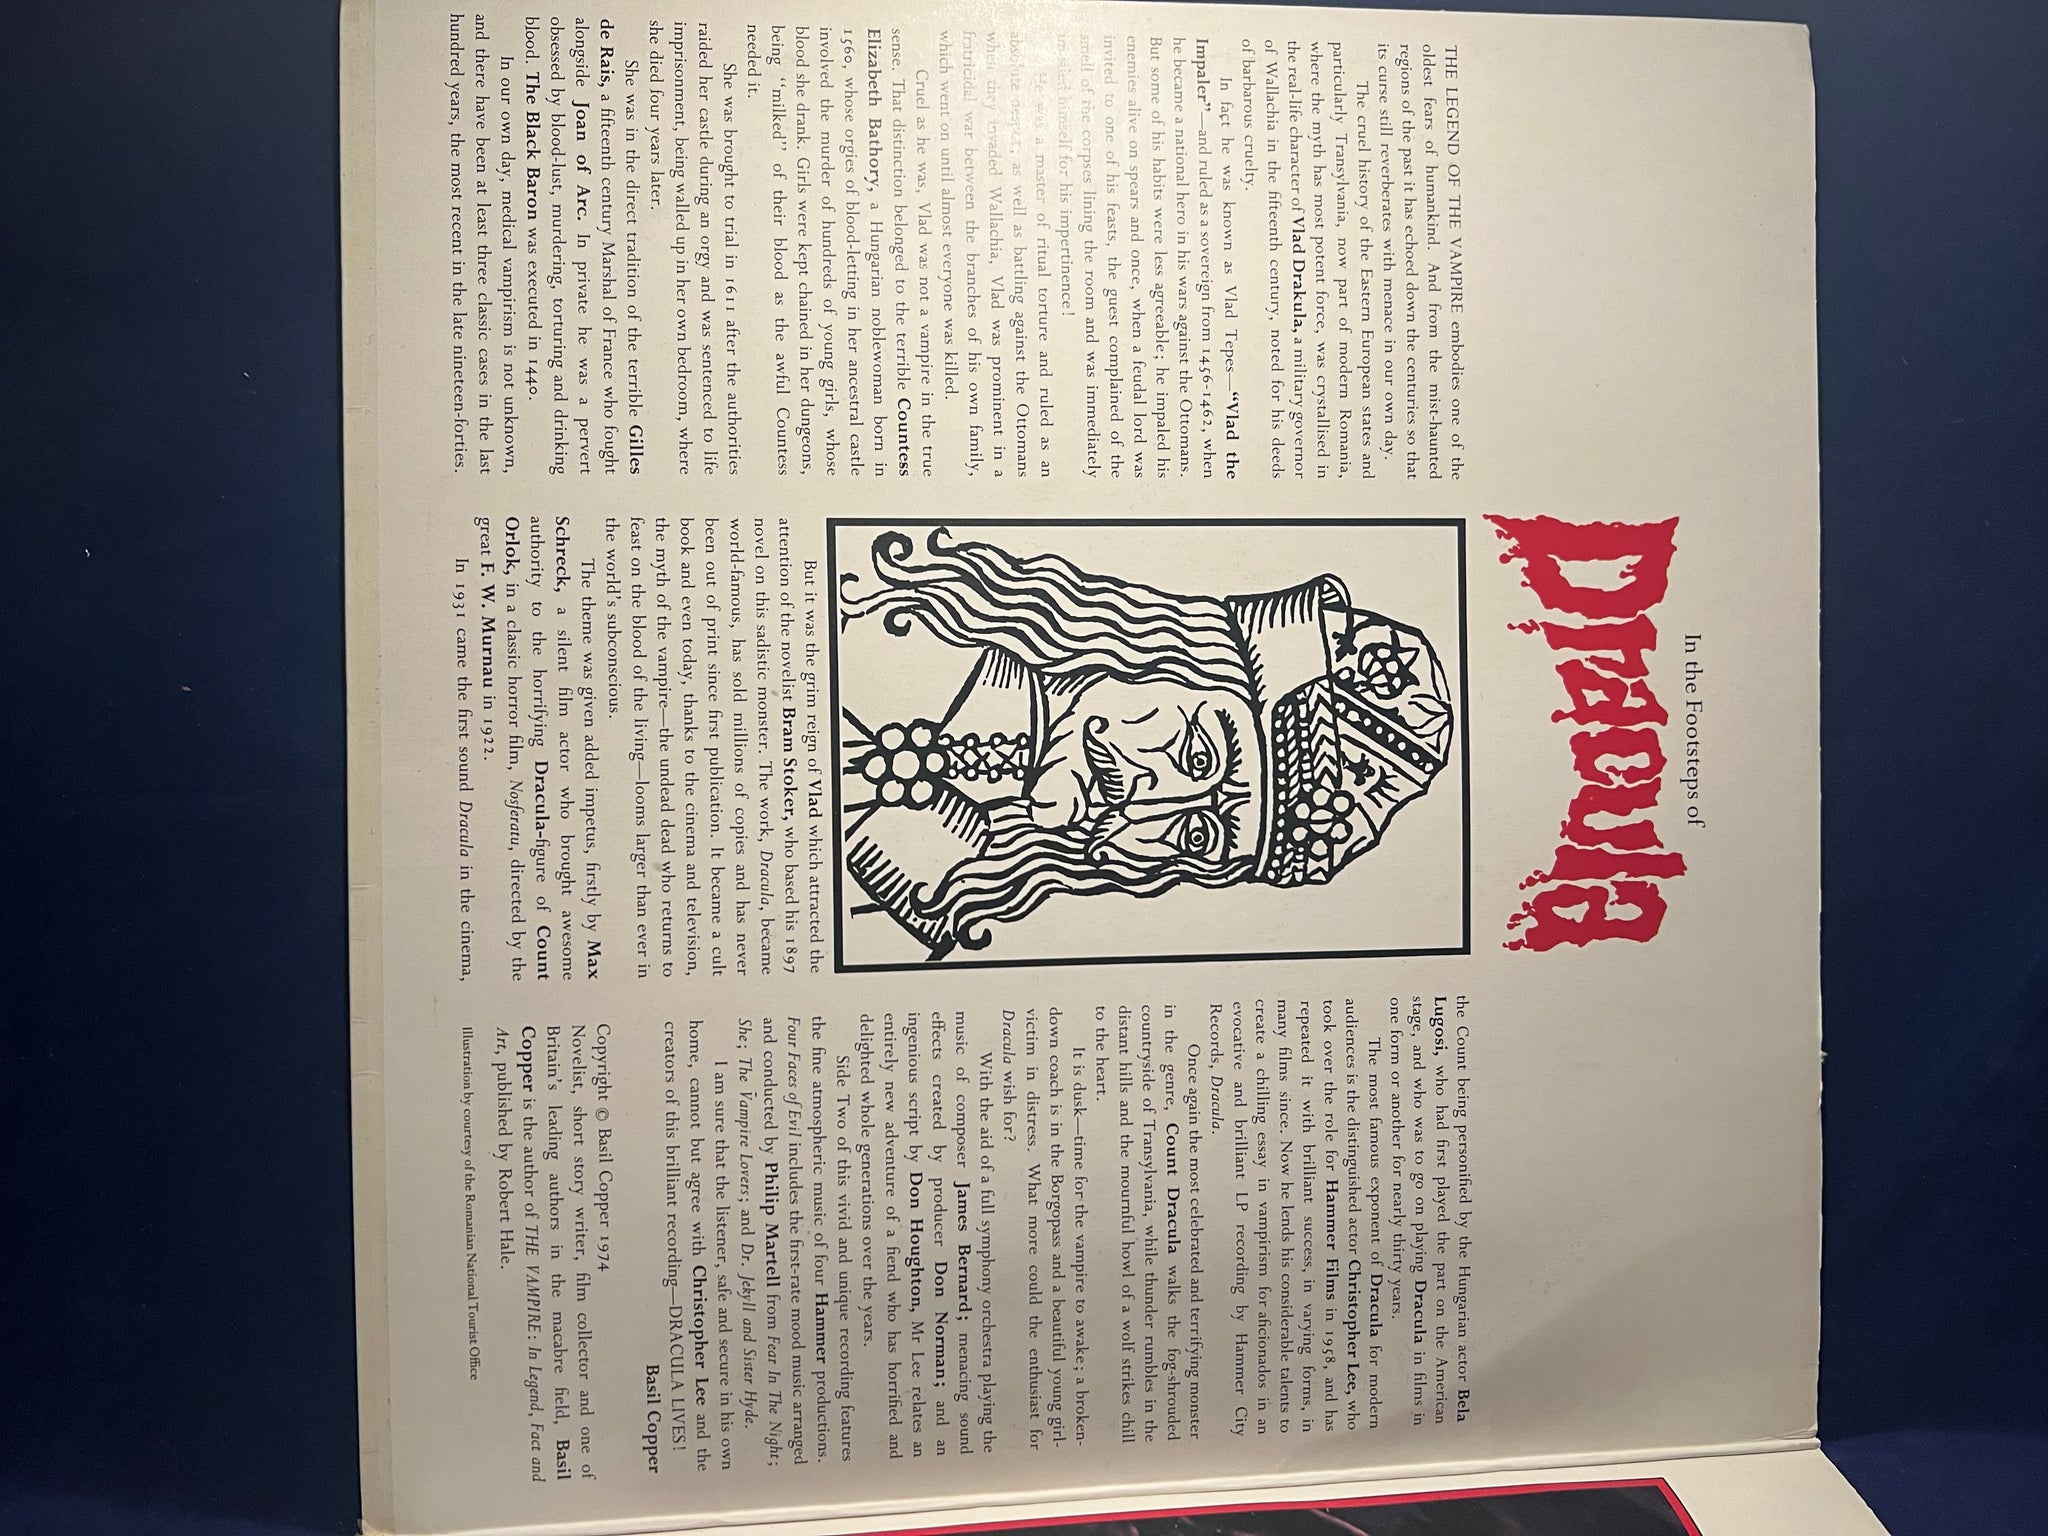 In the Footsteps of
Dracula
THE LEGEND OF THE VAMPIRE embodies one of the
oldest fears of humankind. And from the mist-haunted
regions of the past it has echoed down the centuries so that
its curse still reverberates with menace in our own day.
The cruel history of the Eastern European states and
particularly Transylvania, now part of modern Romania,
where the myth has most potent force, was crystallised in
the real-life character of Vlad Drakula, a military governor
of Wallachia in the fifteenth century, noted for his deeds
of barbarous cruelty.
In fact he was known as Vlad Tepes—“Vlad the
Impaler”—and ruled as a sovereign from 1456-1462, when
he became a national hero in his wars against the Ottomans.
But some of his habits were less agreeable; he impaled his
enemies alive on spears and once, when a feudal lord was
invited to one of his feasts, the guest complained of the
smell of the corpses lining the room and was immediately
impaled himself for his impertinence!
He was a master of ritual torture and ruled as an
absolute despot; as well as battling against the Ottomans
when they invaded Wallachia, Vlad was prominent in a
fratricidal war between the branches of his own family,
which went on until almost everyone was killed.
Cruel as he was, Vlad was not a vampire in the true
sense. That distinction belonged to the terrible Countess
Elizabeth Bathory, a Hungarian noblewoman born in
1560, whose orgies of blood-letting in her ancestral castle
involved the murder of hundreds of young girls, whose
blood she drank. Girls were kept chained in her dungeons,
being “milked” of their blood as the awful Countess
needed it.
She was brought to trial in 1611 after the authorities
raided her castle during an orgy and was sentenced to life
imprisonment, being walled up in her own bedroom, where
she died four years later.
She was in the direct tradition of the terrible Gilles
de Rais, a fifteenth century Marshal of France who fought
alongside Joan of Arc. In private he was a pervert
obsessed by blood-lust, murdering, torturing and drinking
blood. The Black Baron was executed in 1440.
In our own day, medical vampirism is not unknown,
and there have been at least three classic cases in the last
hundred years, the most recent in the late nineteen-forties.
But it was the grim reign of Vlad which attracted the
attention of the novelist Bram Stoker, who based his 1897
novel on this sadistic monster. The work, Dracula, became
world-famous, has sold millions of copies and has never
been out of print since first publication. It became a cult
book and even today, thanks to the cinema and television,
the myth of the vampire—the undead dead who returns to
feast on the blood of the living—looms larger than ever in
the world's subconscious.
The theme was given added impetus, firstly by Max
Schreck, a silent film actor who brought awesome
authority to the horrifying Dracula-figure of Count
Orlok, in a classic horror film, Nosferatu, directed by the
great F. W. Murnau in 1922.
In 1931 came the first sound Dracula in the cinema,
the Count being personified by the Hungarian actor Bela
Lugosi, who had first played the part on the American
stage, and who was to go on playing Dracula in films in
one form or another for nearly thirty years.
The most famous exponent of Dracula for modern
audiences is the distinguished actor Christopher Lee, who
took over the role for Hammer Films in 1958, and has
repeated it with brilliant success, in varying forms, in
many films since. Now he lends his considerable talents to
create a chilling essay in vampirism for aficionados in an
evocative and brilliant LP recording by Hammer City
Records, Dracula.
Once again the most celebrated and terrifying monster
in the genre, Count Dracula walks the fog-shrouded
countryside of Transylvania, while thunder rumbles in the
distant hills and the mournful howl of a wolf strikes chill
to the heart.
It is dusk—time for the vampire to awake; a broken-
down coach is in the Borgopass and a beautiful young girl-
victim in distress. What more could the enthusiast for
Dracula wish for?
With the aid of a full symphony orchestra playing the
music of composer James Bernard; menacing sound
effects created by producer Don Norman; and an
ingenious script by Don Houghton, Mr Lee relates an
entirely new adventure of a fiend who has horrified and
delighted whole generations over the years.
Side Two of this vivid and unique recording features
the fine atmospheric music of four Hammer productions.
Four Faces of Evil includes the first-rate mood music arranged
and conducted by Philip Martell from Fear In The Night;
She; The Vampire Lovers; and Dr. Jekyll and Sister Hyde.
I am sure that the listener, safe and secure in his own
home, cannot but agree with Christopher Lee and the
creators of this brilliant recording—DRACULA LIVES!
Basil Copper
Copyright © Basil Copper 1974
Novelist, short story writer, film collector and one of
Britain's leading authors in the macabre field, Basil
Copper is the author of THE VAMPIRE: In Legend, Fact and
Art, published by Robert Hale.
Illustration by courtesy of the Romanian National Tourist Office